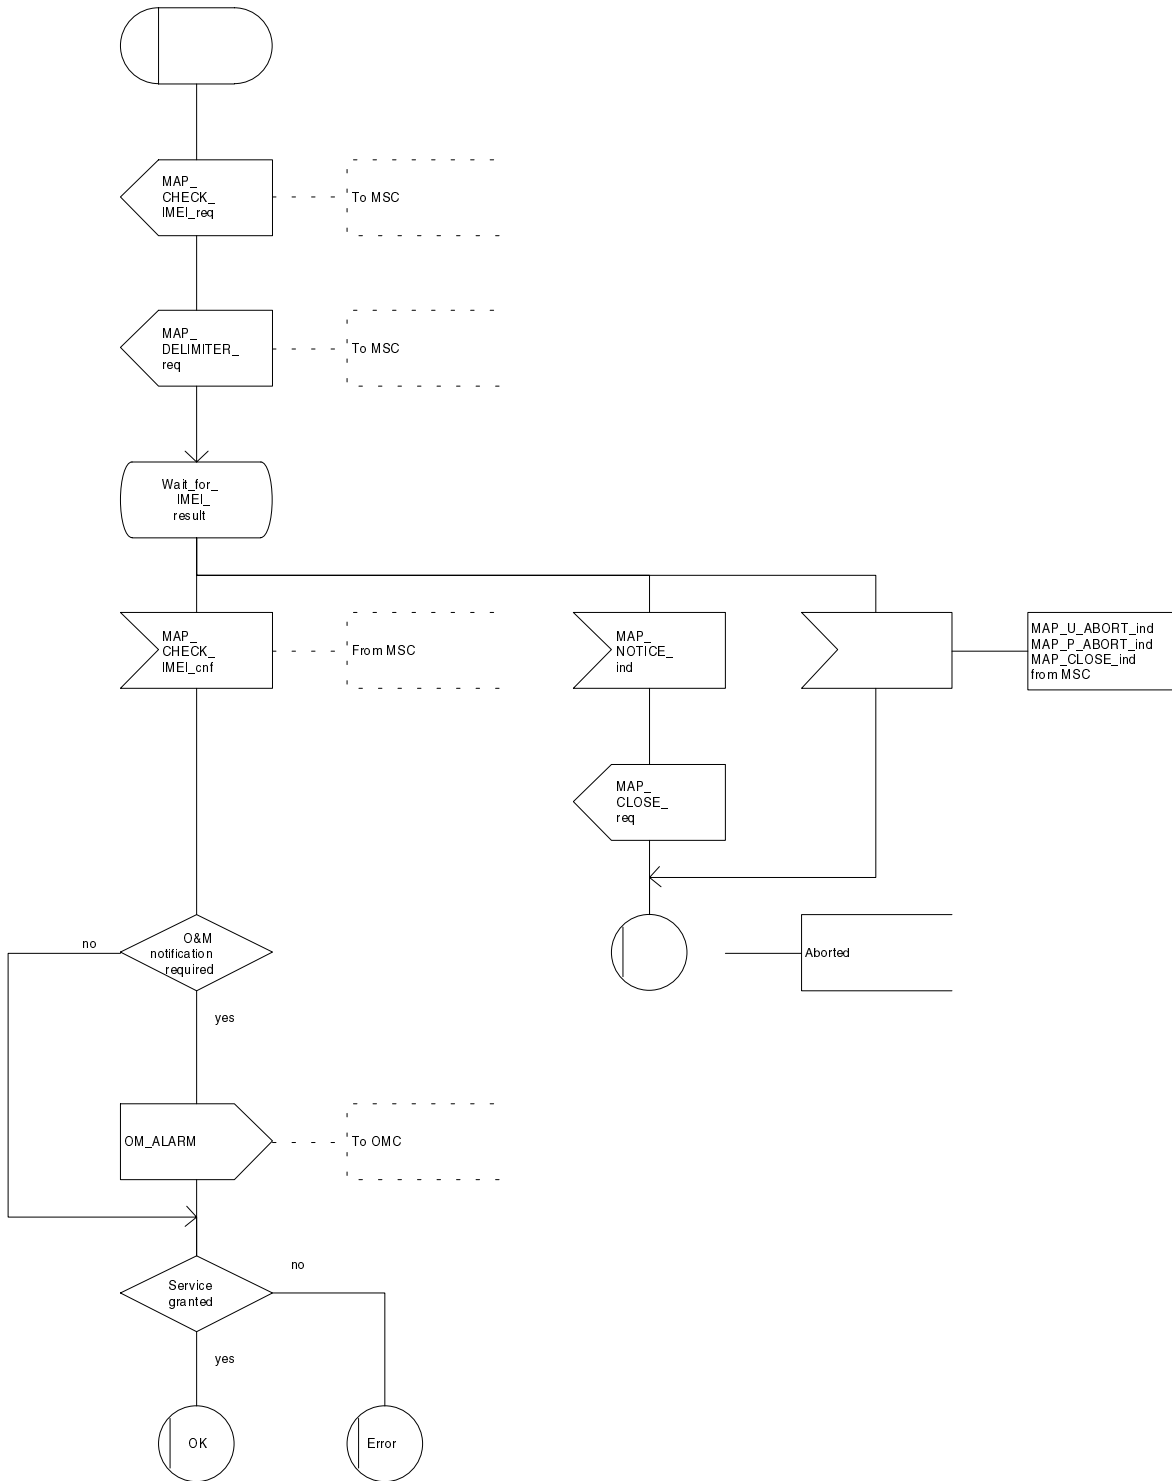 MAP_
CHECK_
IMEI_req
To MSC
MAP_
DELIMITER_
req
To MSC
Wait_for_
IMEI_
result
MAP_
CHECK_
IMEI_cnf
From MSC
MAP_
NOTICE_
ind
MAP_U_ABORT_ind
MAP_P_ABORT_ind
MAP_CLOSE_ind
from MSC
MAP_
CLOSE_
req
no
O&M
notification
required
Aborted
yes
OM_ALARM
To OMC
no
Service
granted
yes
OK
Error